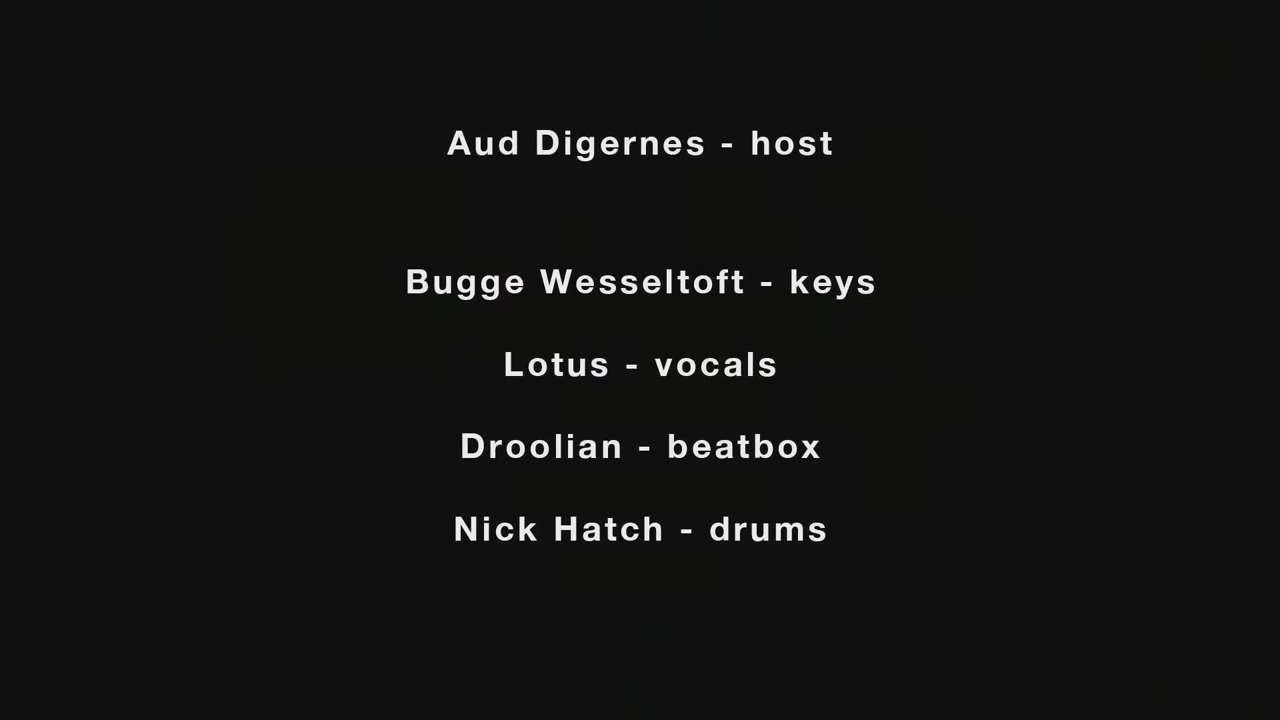 Aud Digernes - host
Bugge Wesseltoft - keys
Lotus - vocals
Droolian - beatbox
Nick Hatch - drums